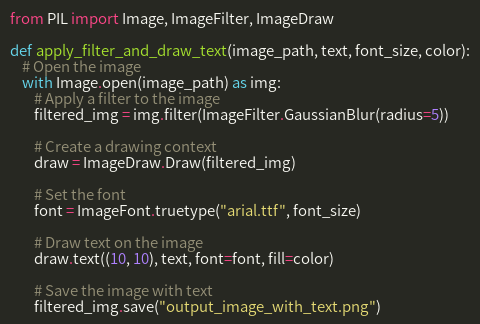 from PIL import Image, ImageFilter, ImageDraw

def apply_filter_and_draw_text(image_path, text, font_size, color):
    # Open the image
    with Image.open(image_path) as img:
        # Apply a filter to the image
        filtered_img = img.filter(ImageFilter.GaussianBlur(radius=5))

        # Create a drawing context
        draw = ImageDraw.Draw(filtered_img)

        # Set the font
        font = ImageFont.truetype("arial.ttf", font_size)

        # Draw text on the image
        draw.text((10, 10), text, font=font, fill=color)

        # Save the image with text
        filtered_img.save("output_image_with_text.png")